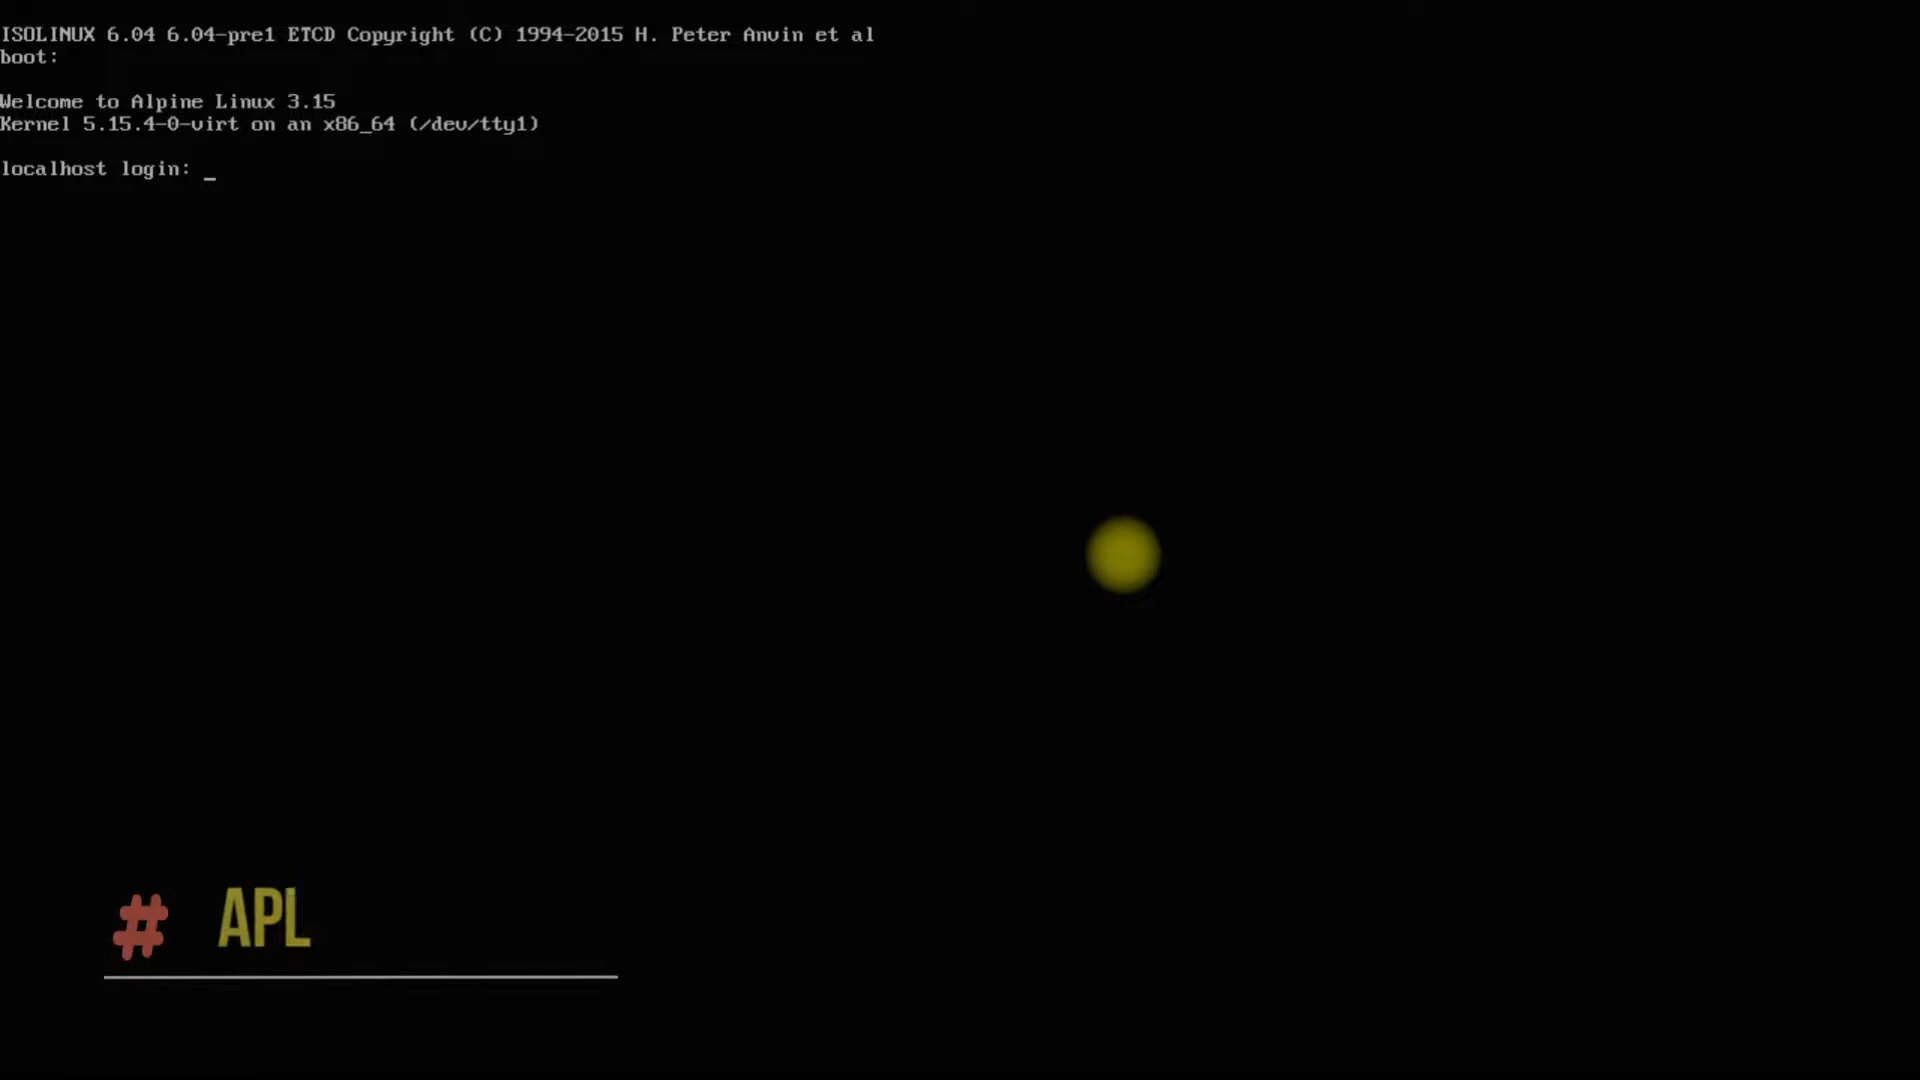 ISOLINUX 6.04 6.04-pre1 ETCD Copyright (C) 1994-2015 H. Peter Anvin et al
boot:
Welcome to Alpine Linux 3.15
Kernel 5.15.4-0-virt on an x86_64 (/dev/tty1)
localhost login: _
# APL